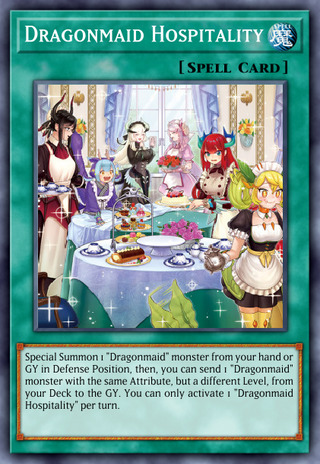 Dragonmaid Hospitality
魔
[Spell Card]
Special Summon 1 "Dragonmaid" monster from your hand or
GY in Defense Position, then, you can send 1 "Dragonmaid"
monster with the same Attribute, but a different Level, from
your Deck to the GY. You can only activate 1 "Dragonmaid
Hospitality" per turn.